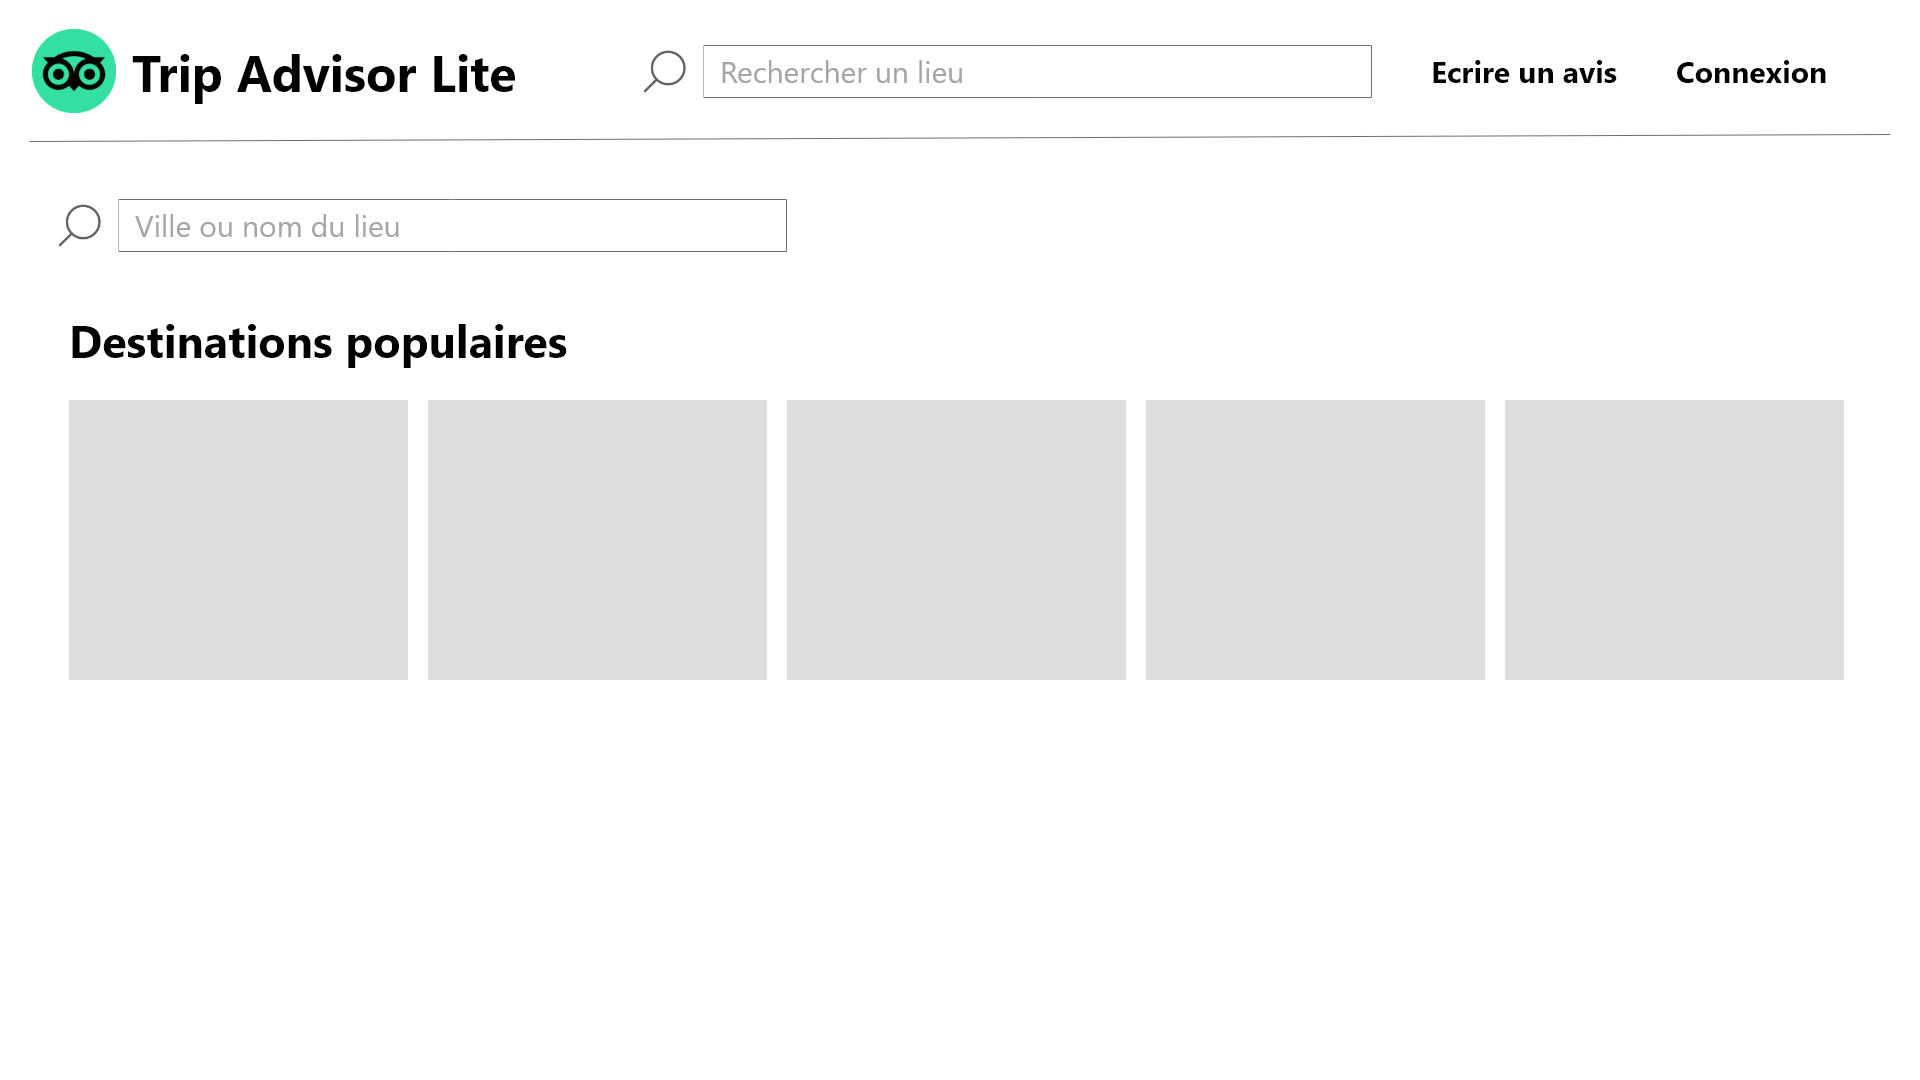 Trip Advisor Lite
Rechercher un lieu
Ecrire un avis
Connexion
Ville ou nom du lieu
Destinations populaires